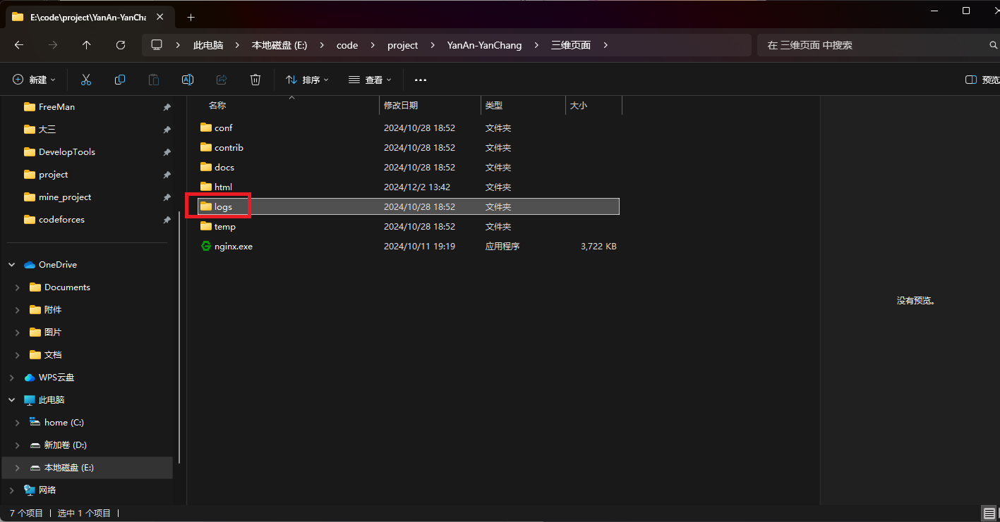 E:\code\project\YanAn-YanCha
此电脑 本地磁盘 (E:) code project YanAn-YanChang 三维页面
在 三维页面 中搜索
新建 排序 查看 预览
FreeMan
大三
DevelopTools
project
mine_project
codeforces
OneDrive
Documents
附件
图片
文档
WPS云盘
此电脑
home (C:)
新加卷 (D:)
本地磁盘 (E:)
网络
名称 修改日期 类型 大小
conf 2024/10/28 18:52 文件夹
contrib 2024/10/28 18:52 文件夹
docs 2024/10/28 18:52 文件夹
html 2024/12/2 13:42 文件夹
logs 2024/10/28 18:52 文件夹
temp 2024/10/28 18:52 文件夹
nginx.exe 2024/10/11 19:19 应用程序 3,722 KB
没有预览。
7 个项目 选中 1 个项目